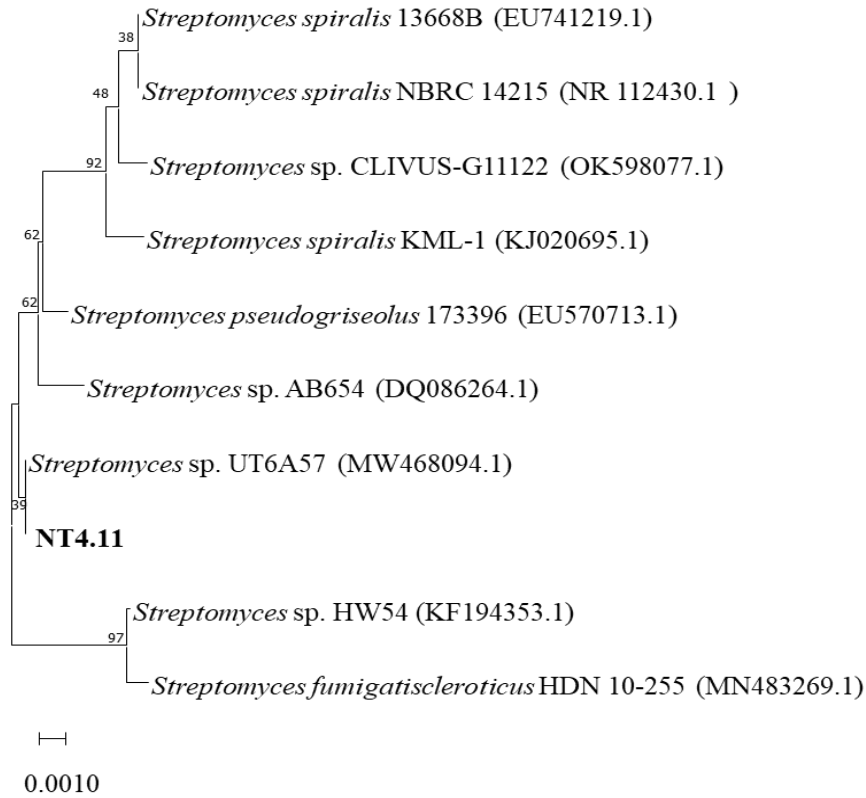 Streptomyces spiralis 13668B (EU741219.1)
38
48
Streptomyces spiralis NBRC 14215 (NR 112430.1 )
92
Streptomyces sp. CLIVUS-G11122 (OK598077.1)
62
Streptomyces spiralis KML-1 (KJ020695.1)
62
Streptomyces pseudogriseolus 173396 (EU570713.1)
Streptomyces sp. AB654 (DQ086264.1)
Streptomyces sp. UT6A57 (MW468094.1)
39
NT4.11
Streptomyces sp. HW54 (KF194353.1)
97
Streptomyces fumigatiscleroticus HDN 10-255 (MN483269.1)
0.0010